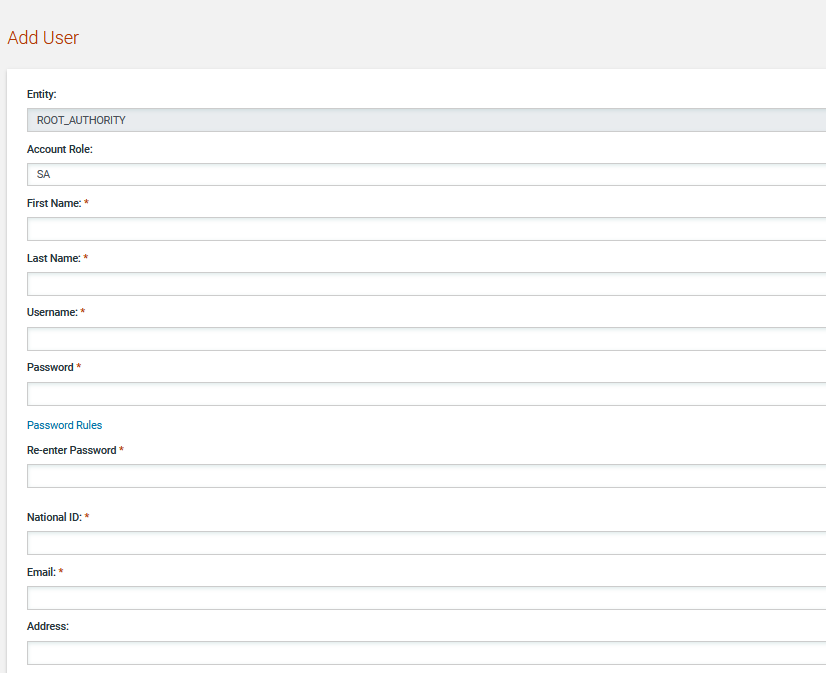 Add User
Entity:
ROOT_AUTHORITY
Account Role:
SA
First Name: *
Last Name: *
Username: *
Password *
Password Rules
Re-enter Password *
National ID: *
Email: *
Address: